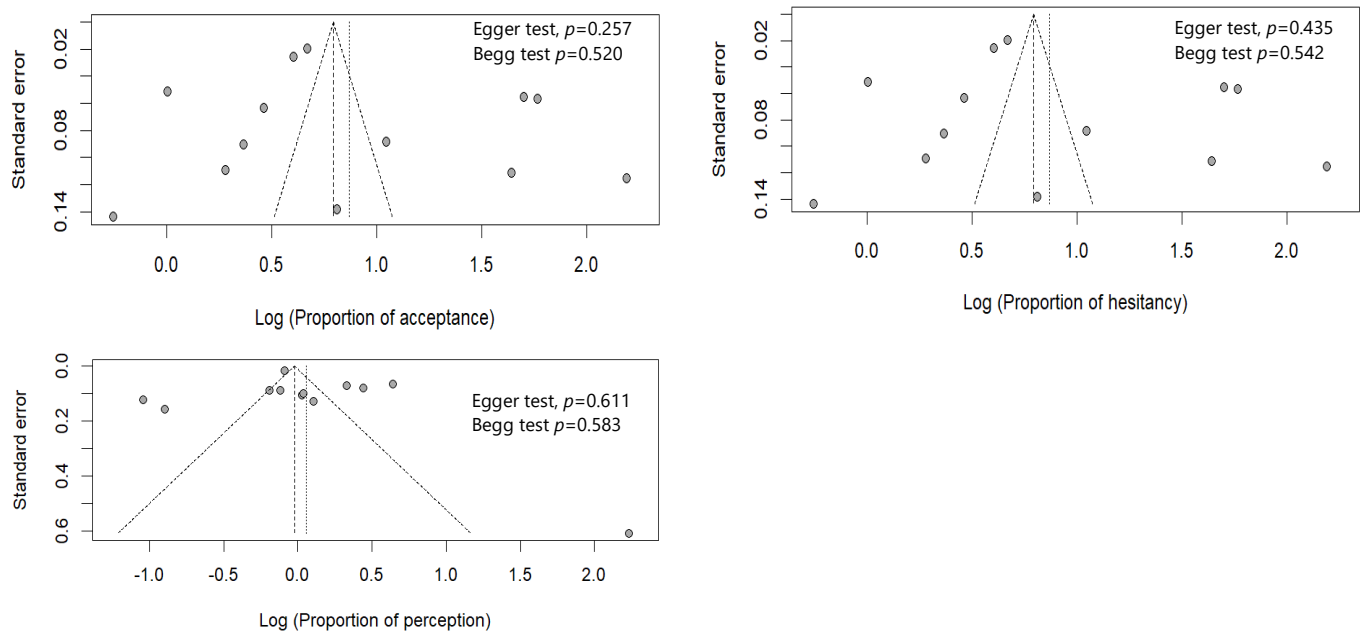 Egger test, p=0.257
Begg test p=0.520
Standard error
0.02
0.08
0.14
0.0
0.5
1.0
1.5
2.0
Log (Proportion of acceptance)
Egger test, p=0.435
Begg test p=0.542
Standard error
0.02
0.08
0.14
0.0
0.5
1.0
1.5
2.0
Log (Proportion of hesitancy)
Egger test, p=0.611
Begg test p=0.583
Standard error
0.0
0.2
0.4
0.6
-1.0
-0.5
0.0
0.5
1.0
1.5
2.0
Log (Proportion of perception)